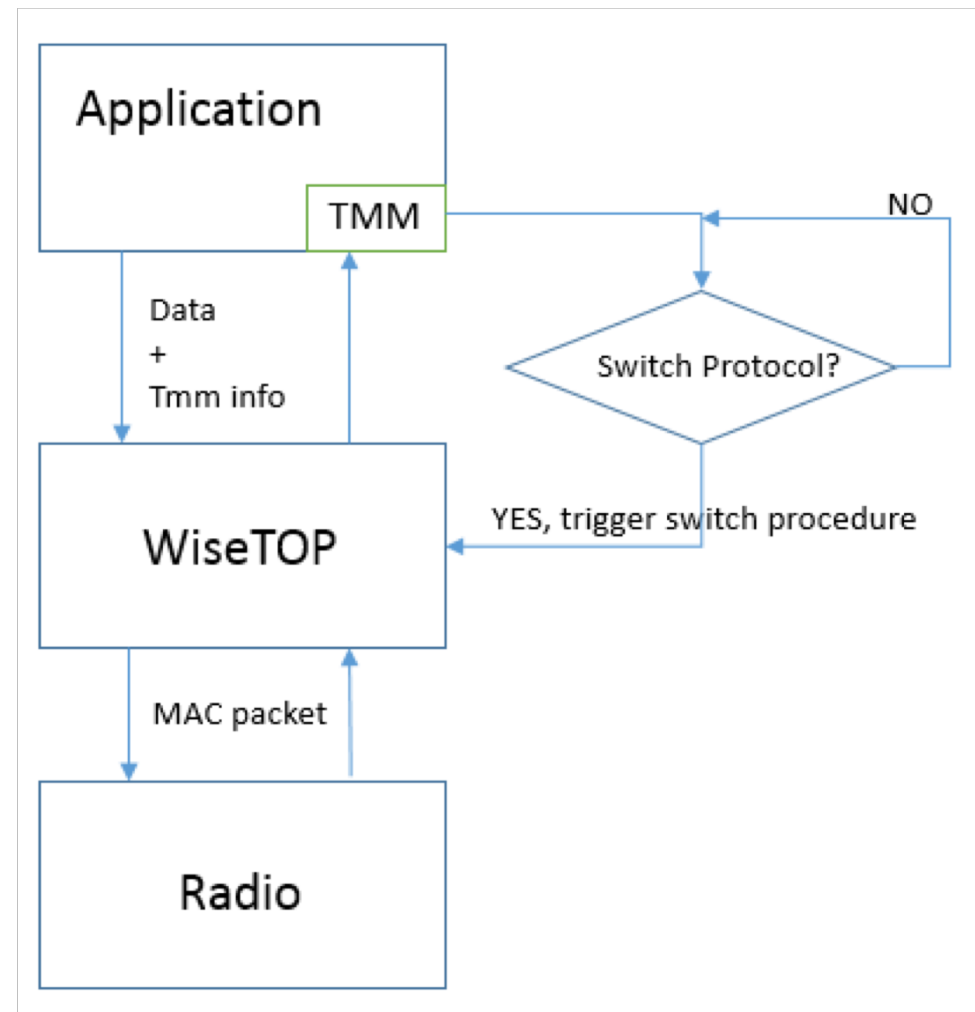 Application
TMM
NO
Data
+
Tmm info
Switch Protocol?
YES, trigger switch procedure
WiseTOP
MAC packet
Radio